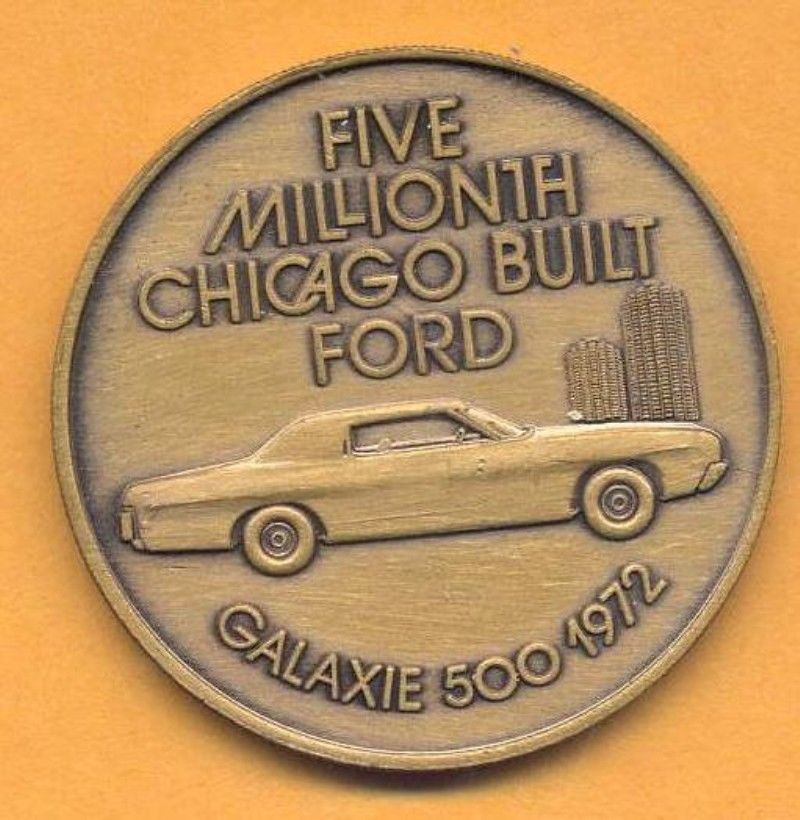 FIVE
MILLIONTH
CHICAGO BUILT
FORD
GALAXIE 500 1972